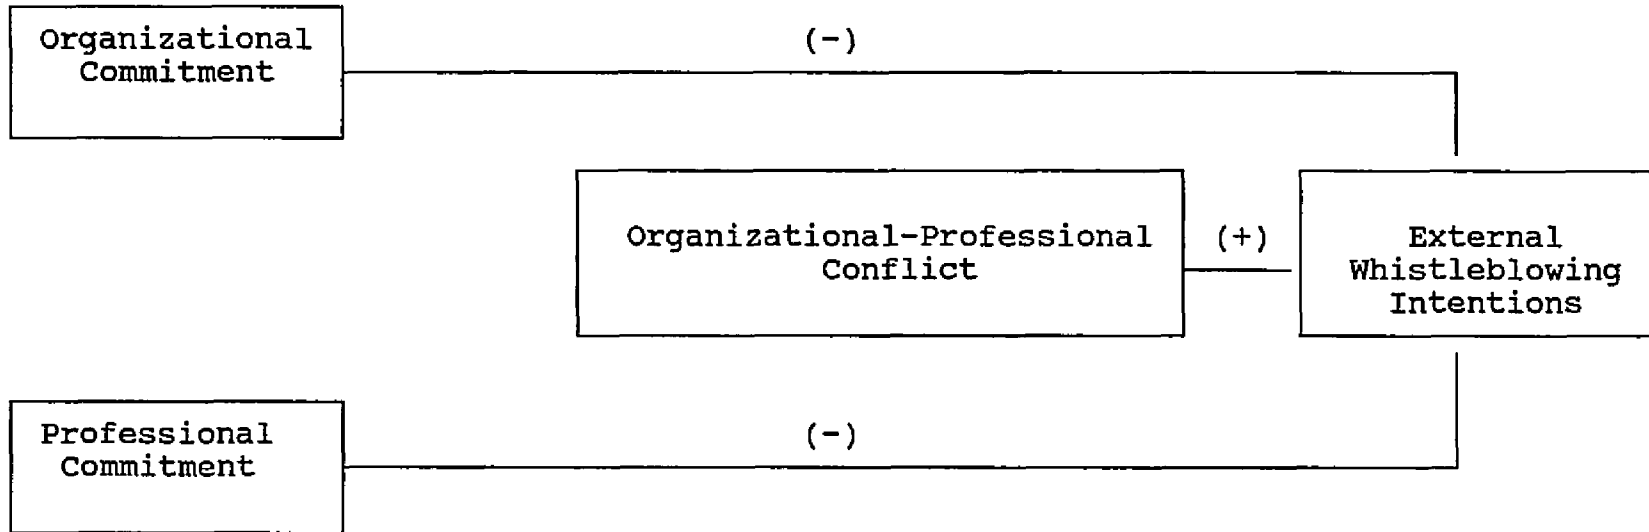 Organizational
Commitment
(-)
Organizational-Professional
Conflict
(+)
External
Whistleblowing
Intentions
Professional
Commitment
(-)